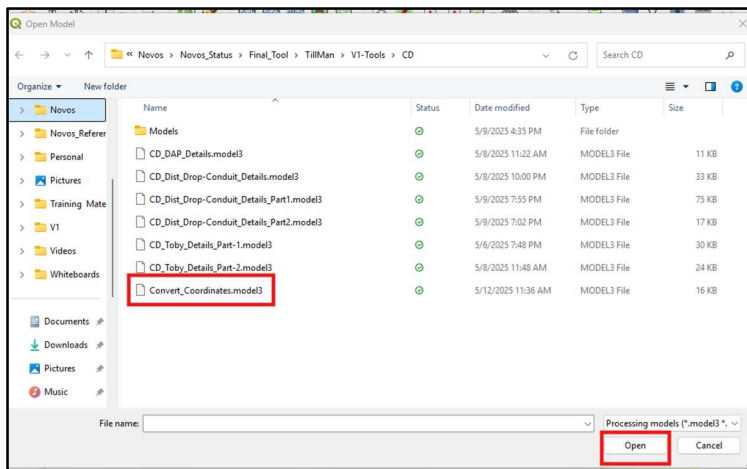 Open Model
« Novos > Novos_Status > Final_Tool > TillMan > V1-Tools > CD
Search CD
Organize
New folder
Name Status Date modified Type Size
Novos
Novos_Referer
Personal
Pictures
Training Mate
V1
Videos
Whiteboards
Documents
Downloads
Pictures
Music
Models 5/9/2025 4:35 PM File folder
CD_DAP_Details.model3 5/8/2025 11:22 AM MODEL3 File 11 KB
CD_Dist_Drop-Conduit_Details.model3 5/8/2025 10:00 PM MODEL3 File 33 KB
CD_Dist_Drop-Conduit_Details_Part1.model3 5/9/2025 7:55 PM MODEL3 File 75 KB
CD_Dist_Drop-Conduit_Details_Part2.model3 5/9/2025 7:02 PM MODEL3 File 17 KB
CD_Toby_Details_Part-1.model3 5/6/2025 7:48 PM MODEL3 File 30 KB
CD_Toby_Details_Part-2.model3 5/8/2025 11:48 AM MODEL3 File 24 KB
Convert_Coordinates.model3 5/12/2025 11:36 AM MODEL3 File 16 KB
File name:
Processing models (*.model3 *.
Open Cancel